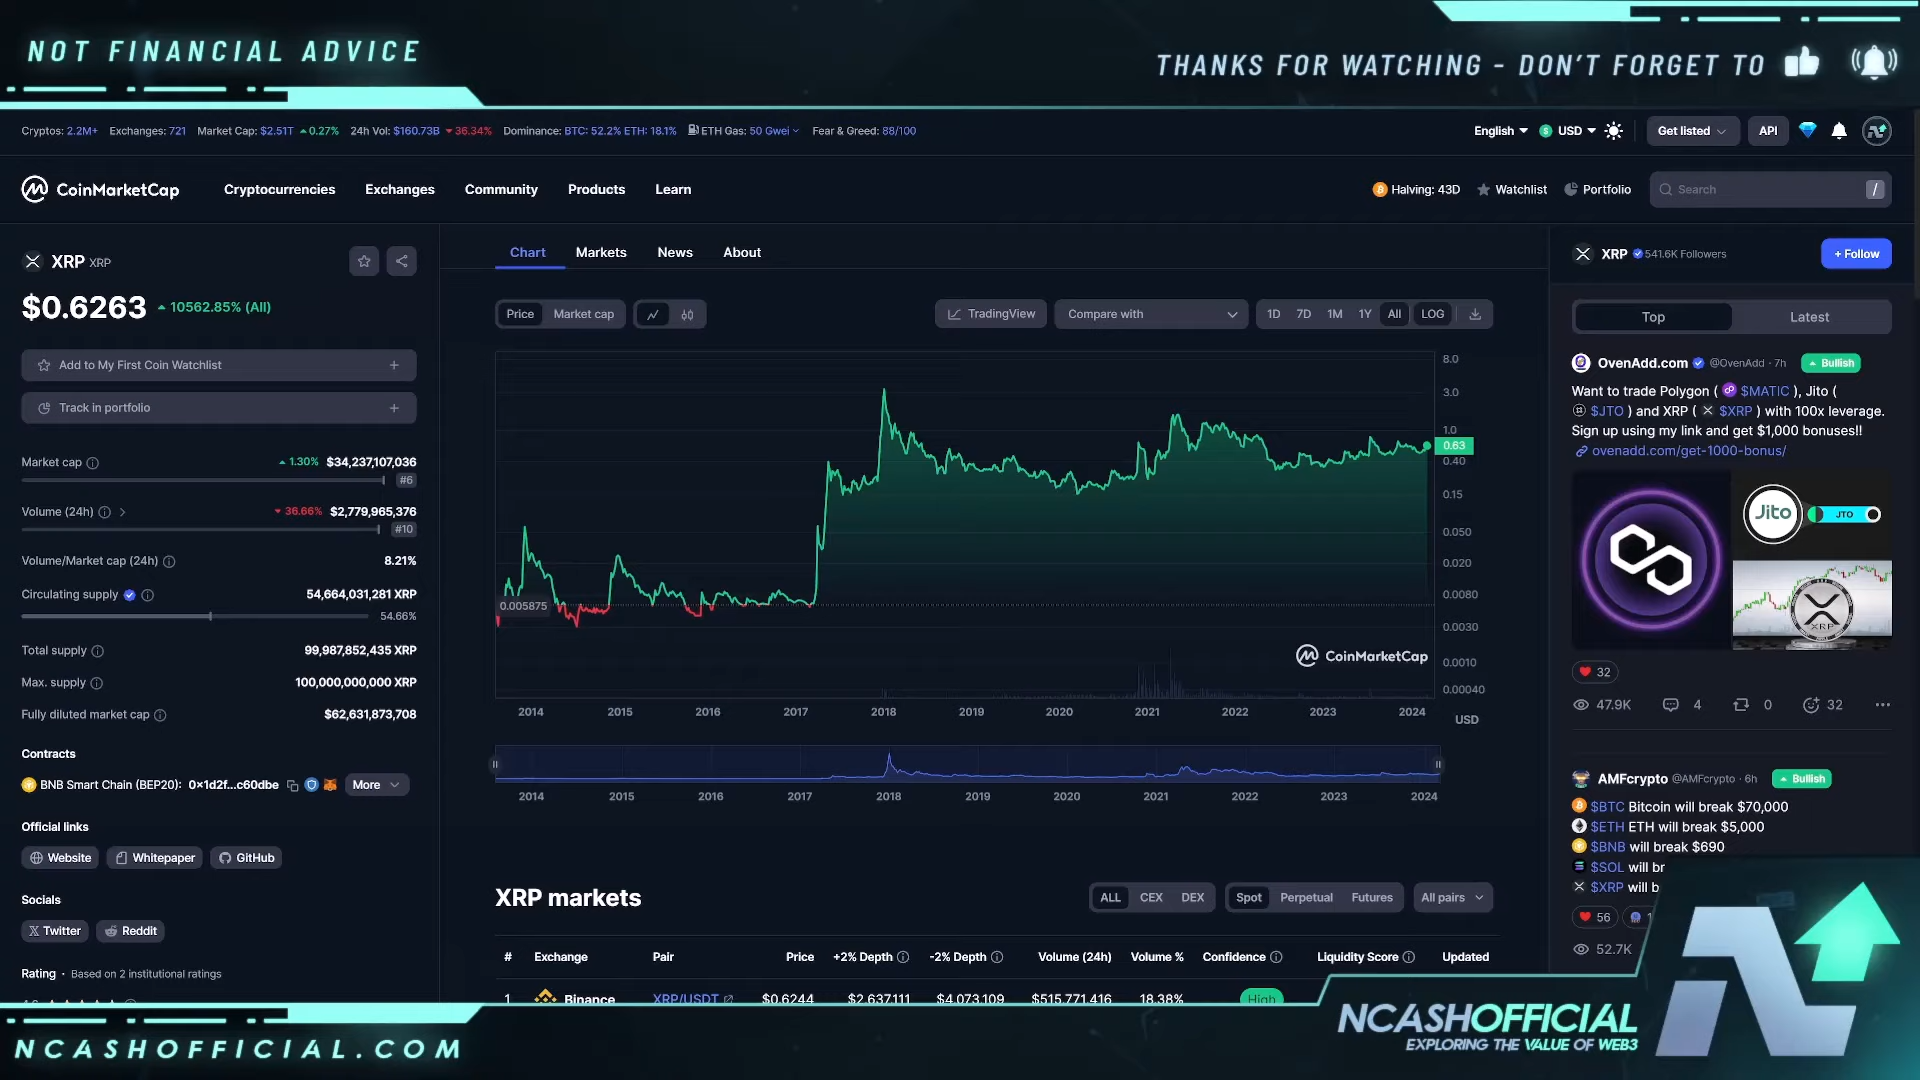 NOT FINANCIAL ADVICE
THANKS FOR WATCHING - DON'T FORGET TO
Cryptos: 2.2M+ Exchanges: 721 Market Cap: $2.51T 0.27% 24h Vol: $160.73B 36.34% Dominance: BTC: 52.2% ETH: 18.1% ETH Gas: 50 Gwei Fear & Greed: 88/100
English USD Get listed API
CoinMarketCap Cryptocurrencies Exchanges Community Products Learn
Halving: 43D Watchlist Portfolio Search /
XRP XRP
$0.6263 10562.85% (All)
Add to My First Coin Watchlist +
Track in portfolio +
Market cap 1.30% $34,237,107,036
#6
Volume (24h) 36.66% $2,779,965,376
#10
Volume/Market cap (24h) 8.21%
Circulating supply 54,664,031,281 XRP
54.66%
Total supply 99,987,852,435 XRP
Max. supply 100,000,000,000 XRP
Fully diluted market cap $62,631,873,708
Contracts
BNB Smart Chain (BEP20): 0x1d2f...c60dbe More
Official links
Website Whitepaper GitHub
Socials
Twitter Reddit
Rating · Based on 2 institutional ratings
Chart Markets News About
Price Market cap
TradingView Compare with 1D 7D 1M 1Y All LOG
8.0
3.0
1.0
0.63
0.40
0.15
0.050
0.020
0.0080
0.0030
0.0010
0.00040
0.005875
CoinMarketCap
2014 2015 2016 2017 2018 2019 2020 2021 2022 2023 2024
USD
2014 2015 2016 2017 2018 2019 2020 2021 2022 2023 2024
XRP markets ALL CEX DEX Spot Perpetual Futures All pairs
# Exchange Pair Price +2% Depth -2% Depth Volume (24h) Volume % Confidence Liquidity Score Updated
1 Binance XRP/USDT $0.6244 $2,637,111 $4,073,109 $515,771,416 18.38% High
XRP 541.6K Followers + Follow
Top Latest
OvenAdd.com @OvenAdd · 7h Bullish
Want to trade Polygon ( $MATIC ), Jito (
$JTO ) and XRP ( $XRP ) with 100x leverage.
Sign up using my link and get $1,000 bonuses!!
ovenadd.com/get-1000-bonus/
Jito JTO
XRP
32
47.9K 4 0 32
AMFcrypto @AMFcrypto · 6h Bullish
$BTC Bitcoin will break $70,000
$ETH ETH will break $5,000
$BNB will break $690
$SOL will br
$XRP will b
56 1
52.7K
NCASHOFFICIAL.COM
NCASHOFFICIAL
EXPLORING THE VALUE OF WEB3